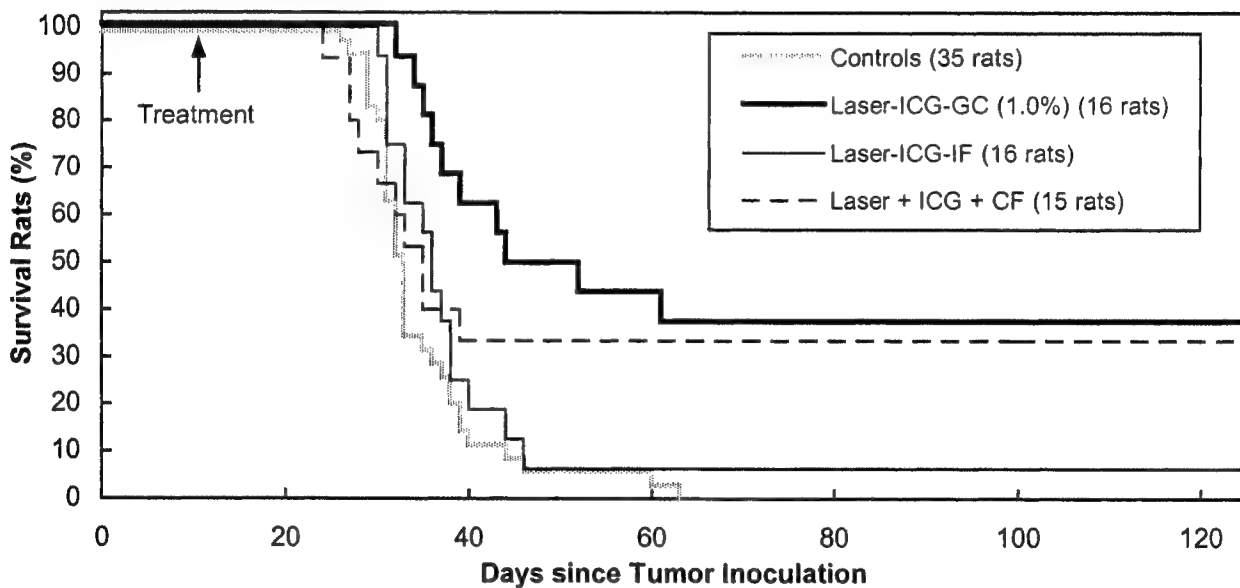 100
90
80
70
60
50
40
30
20
10
0
Survival Rats (%)
Treatment
Controls (35 rats)
Laser-ICG-GC (1.0%) (16 rats)
Laser-ICG-IF (16 rats)
Laser + ICG + CF (15 rats)
0 20 40 60 80 100 120
Days since Tumor Inoculation